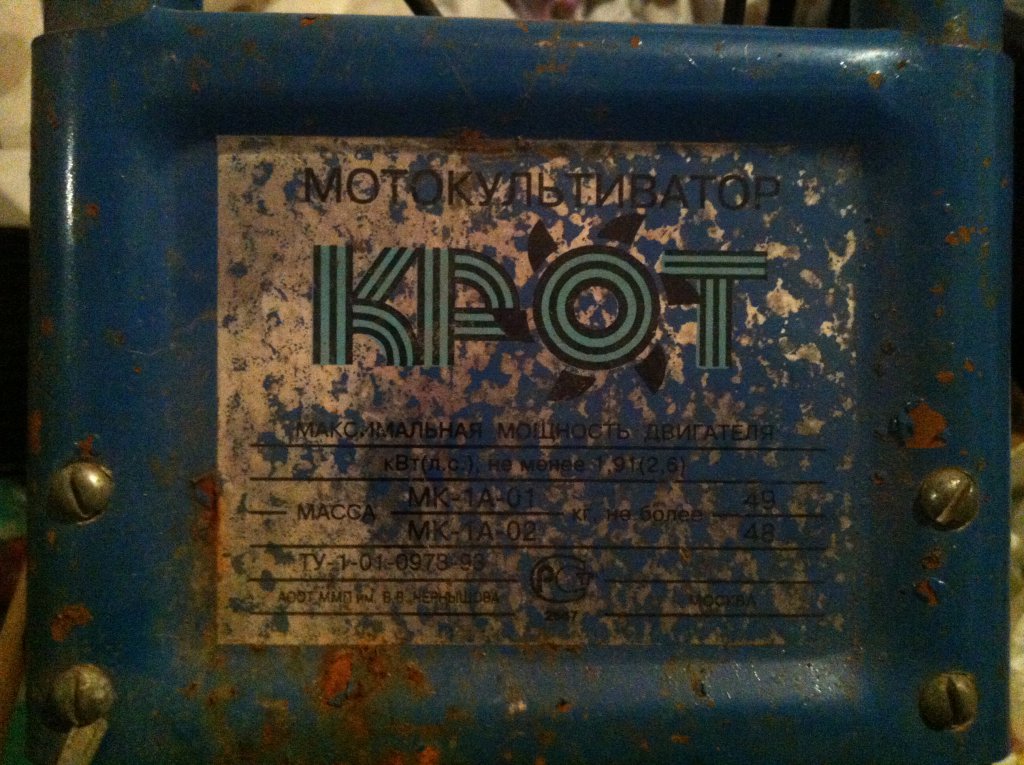 МОТОКУЛЬТИВАТОР
КРОТ
МАКСИМАЛЬНАЯ МОЩНОСТЬ ДВИГАТЕЛЯ
кВт(л.с.), не менее 1,91(2,6)
МК-1А-01 49
МАССА кг, не более
МК-1А-02 48
ТУ-1-01-0973-93
РСТ
АООТ ММП им. В.В. ЧЕРНЫШОВА МОСКВА